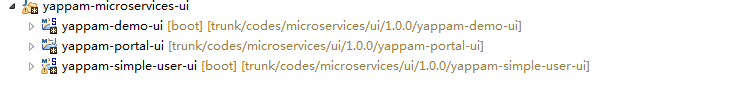 yappam-microservices-ui
yappam-demo-ui [boot] [trunk/codes/microservices/ui/1.0.0/yappam-demo-ui]
yappam-portal-ui [trunk/codes/microservices/ui/1.0.0/yappam-portal-ui]
yappam-simple-user-ui [boot] [trunk/codes/microservices/ui/1.0.0/yappam-simple-user-ui]